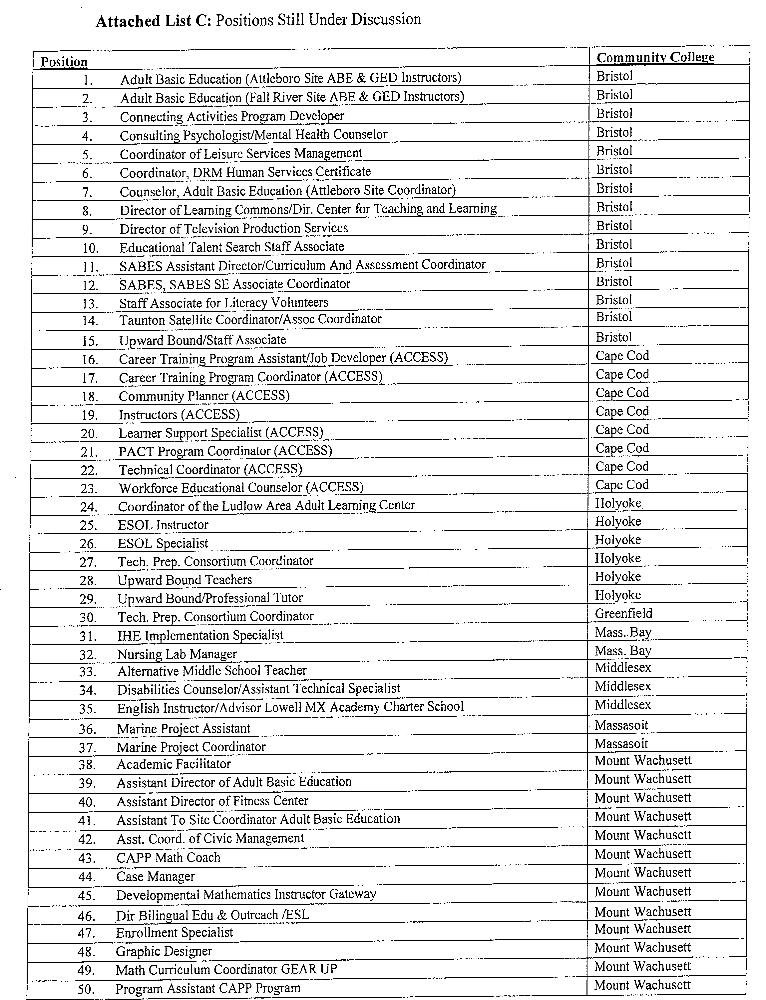 Attached List C: Positions Still Under Discussion
Position Community College
1. Adult Basic Education (Attleboro Site ABE & GED Instructors) Bristol
2. Adult Basic Education (Fall River Site ABE & GED Instructors) Bristol
3. Connecting Activities Program Developer Bristol
4. Consulting Psychologist/Mental Health Counselor Bristol
5. Coordinator of Leisure Services Management Bristol
6. Coordinator, DRM Human Services Certificate Bristol
7. Counselor, Adult Basic Education (Attleboro Site Coordinator) Bristol
8. Director of Learning Commons/Dir. Center for Teaching and Learning Bristol
9. Director of Television Production Services Bristol
10. Educational Talent Search Staff Associate Bristol
11. SABES Assistant Director/Curriculum And Assessment Coordinator Bristol
12. SABES, SABES SE Associate Coordinator Bristol
13. Staff Associate for Literacy Volunteers Bristol
14. Taunton Satellite Coordinator/Assoc Coordinator Bristol
15. Upward Bound/Staff Associate Bristol
16. Career Training Program Assistant/Job Developer (ACCESS) Cape Cod
17. Career Training Program Coordinator (ACCESS) Cape Cod
18. Community Planner (ACCESS) Cape Cod
19. Instructors (ACCESS) Cape Cod
20. Learner Support Specialist (ACCESS) Cape Cod
21. PACT Program Coordinator (ACCESS) Cape Cod
22. Technical Coordinator (ACCESS) Cape Cod
23. Workforce Educational Counselor (ACCESS) Cape Cod
24. Coordinator of the Ludlow Area Adult Learning Center Holyoke
25. ESOL Instructor Holyoke
26. ESOL Specialist Holyoke
27. Tech. Prep. Consortium Coordinator Holyoke
28. Upward Bound Teachers Holyoke
29. Upward Bound/Professional Tutor Holyoke
30. Tech. Prep. Consortium Coordinator Greenfield
31. IHE Implementation Specialist Mass. Bay
32. Nursing Lab Manager Mass. Bay
33. Alternative Middle School Teacher Middlesex
34. Disabilities Counselor/Assistant Technical Specialist Middlesex
35. English Instructor/Advisor Lowell MX Academy Charter School Middlesex
36. Marine Project Assistant Massasoit
37. Marine Project Coordinator Massasoit
38. Academic Facilitator Mount Wachusett
39. Assistant Director of Adult Basic Education Mount Wachusett
40. Assistant Director of Fitness Center Mount Wachusett
41. Assistant To Site Coordinator Adult Basic Education Mount Wachusett
42. Asst. Coord. of Civic Management Mount Wachusett
43. CAPP Math Coach Mount Wachusett
44. Case Manager Mount Wachusett
45. Developmental Mathematics Instructor Gateway Mount Wachusett
46. Dir Bilingual Edu & Outreach /ESL Mount Wachusett
47. Enrollment Specialist Mount Wachusett
48. Graphic Designer Mount Wachusett
49. Math Curriculum Coordinator GEAR UP Mount Wachusett
50. Program Assistant CAPP Program Mount Wachusett